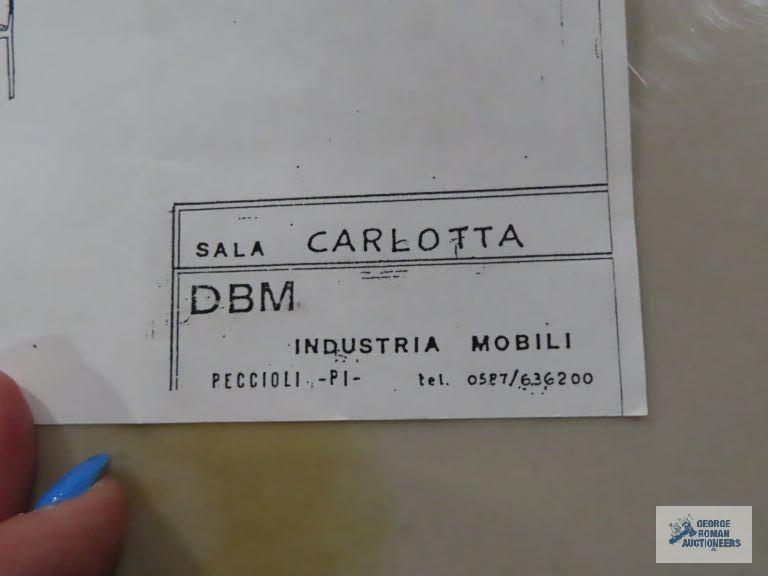 SALA CARLOTTA
DBM
INDUSTRIA MOBILI
PECCIOLI -PI- tel. 0587/636200
GEORGE
ROMAN
AUCTIONEERS